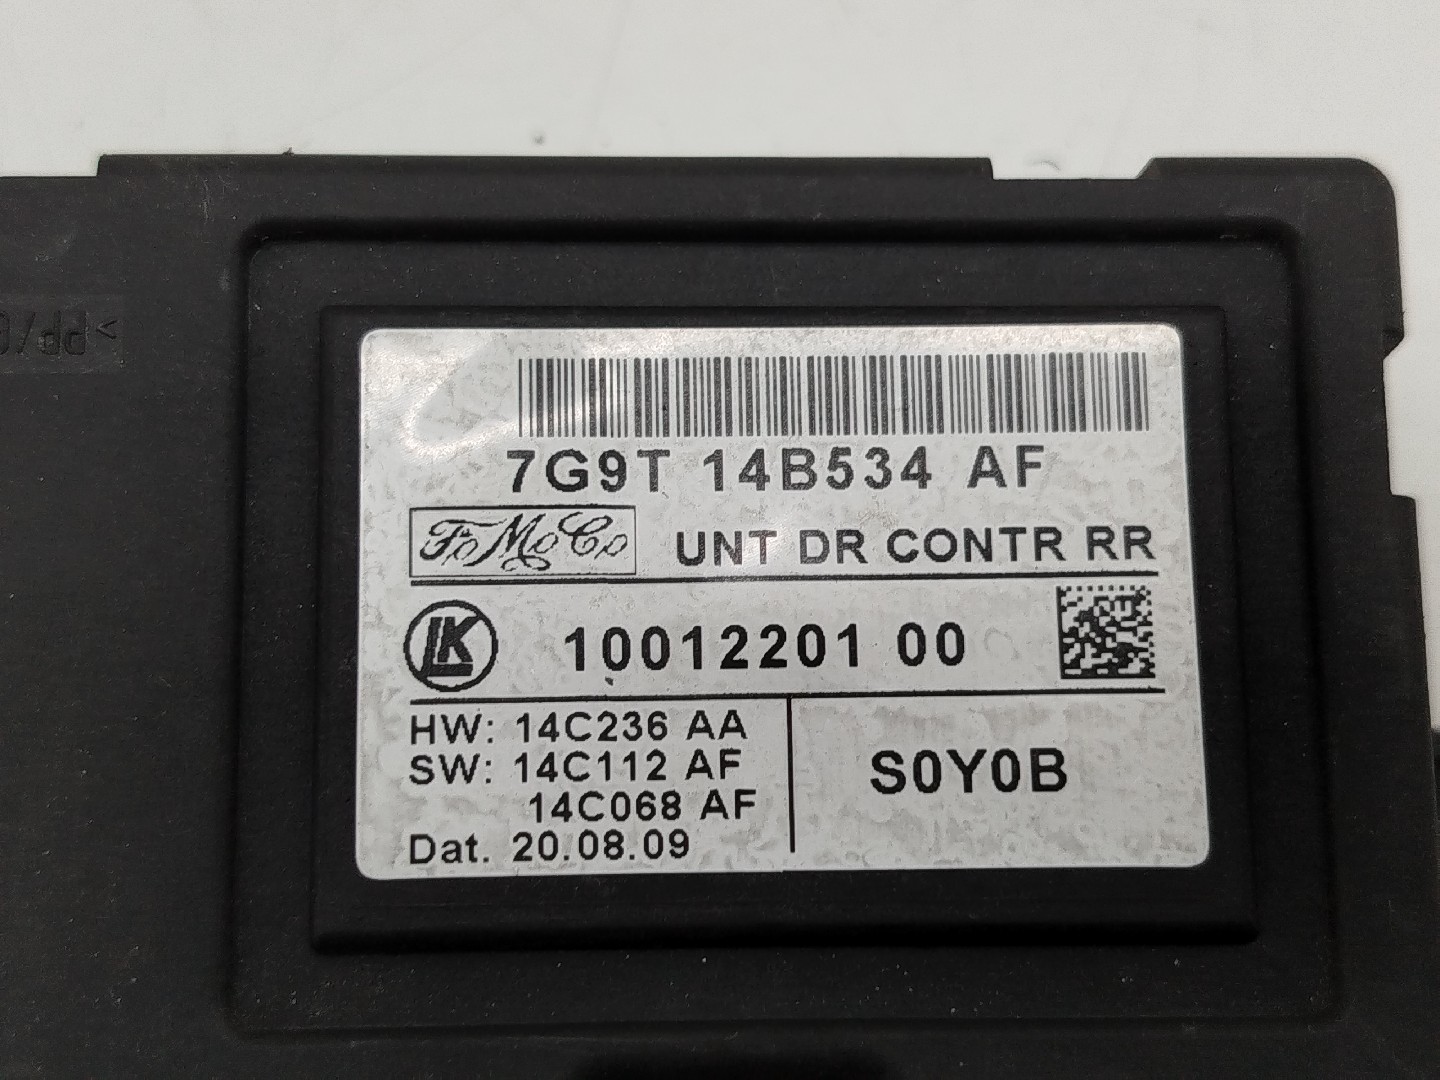 7G9T 14B534 AF
FoMoCo UNT DR CONTR RR
LK 10012201 00
HW: 14C236 AA
SW: 14C112 AF
14C068 AF
Dat. 20.08.09
S0Y0B
>PP/